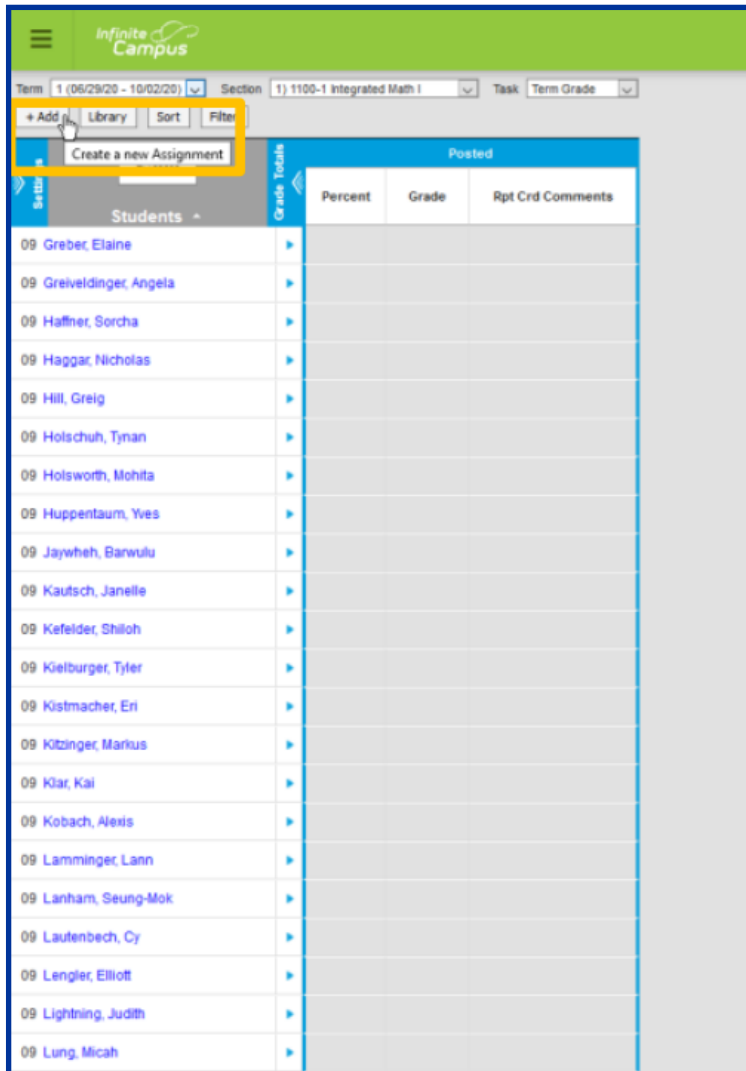 Infinite
Campus
Term 1 (06/29/20 - 10/02/20) Section 1) 1100-1 Integrated Math I Task Term Grade
+ Add Library Sort Filter
Create a new Assignment
Settings
Students
Grade Totals
Posted
Percent Grade Rpt Crd Comments
09 Greber, Elaine
09 Greiveldinger, Angela
09 Haffner, Sorcha
09 Haggar, Nicholas
09 Hill, Greig
09 Holschuh, Tynan
09 Holsworth, Mohita
09 Huppentaum, Yves
09 Jaywheh, Barwulu
09 Kautsch, Janelle
09 Kefelder, Shiloh
09 Kielburger, Tyler
09 Kistmacher, Eri
09 Kitzinger, Markus
09 Klar, Kai
09 Kobach, Alexis
09 Lamminger, Lann
09 Lanham, Seung-Mok
09 Lautenbech, Cy
09 Lengler, Elliott
09 Lightning, Judith
09 Lung, Micah